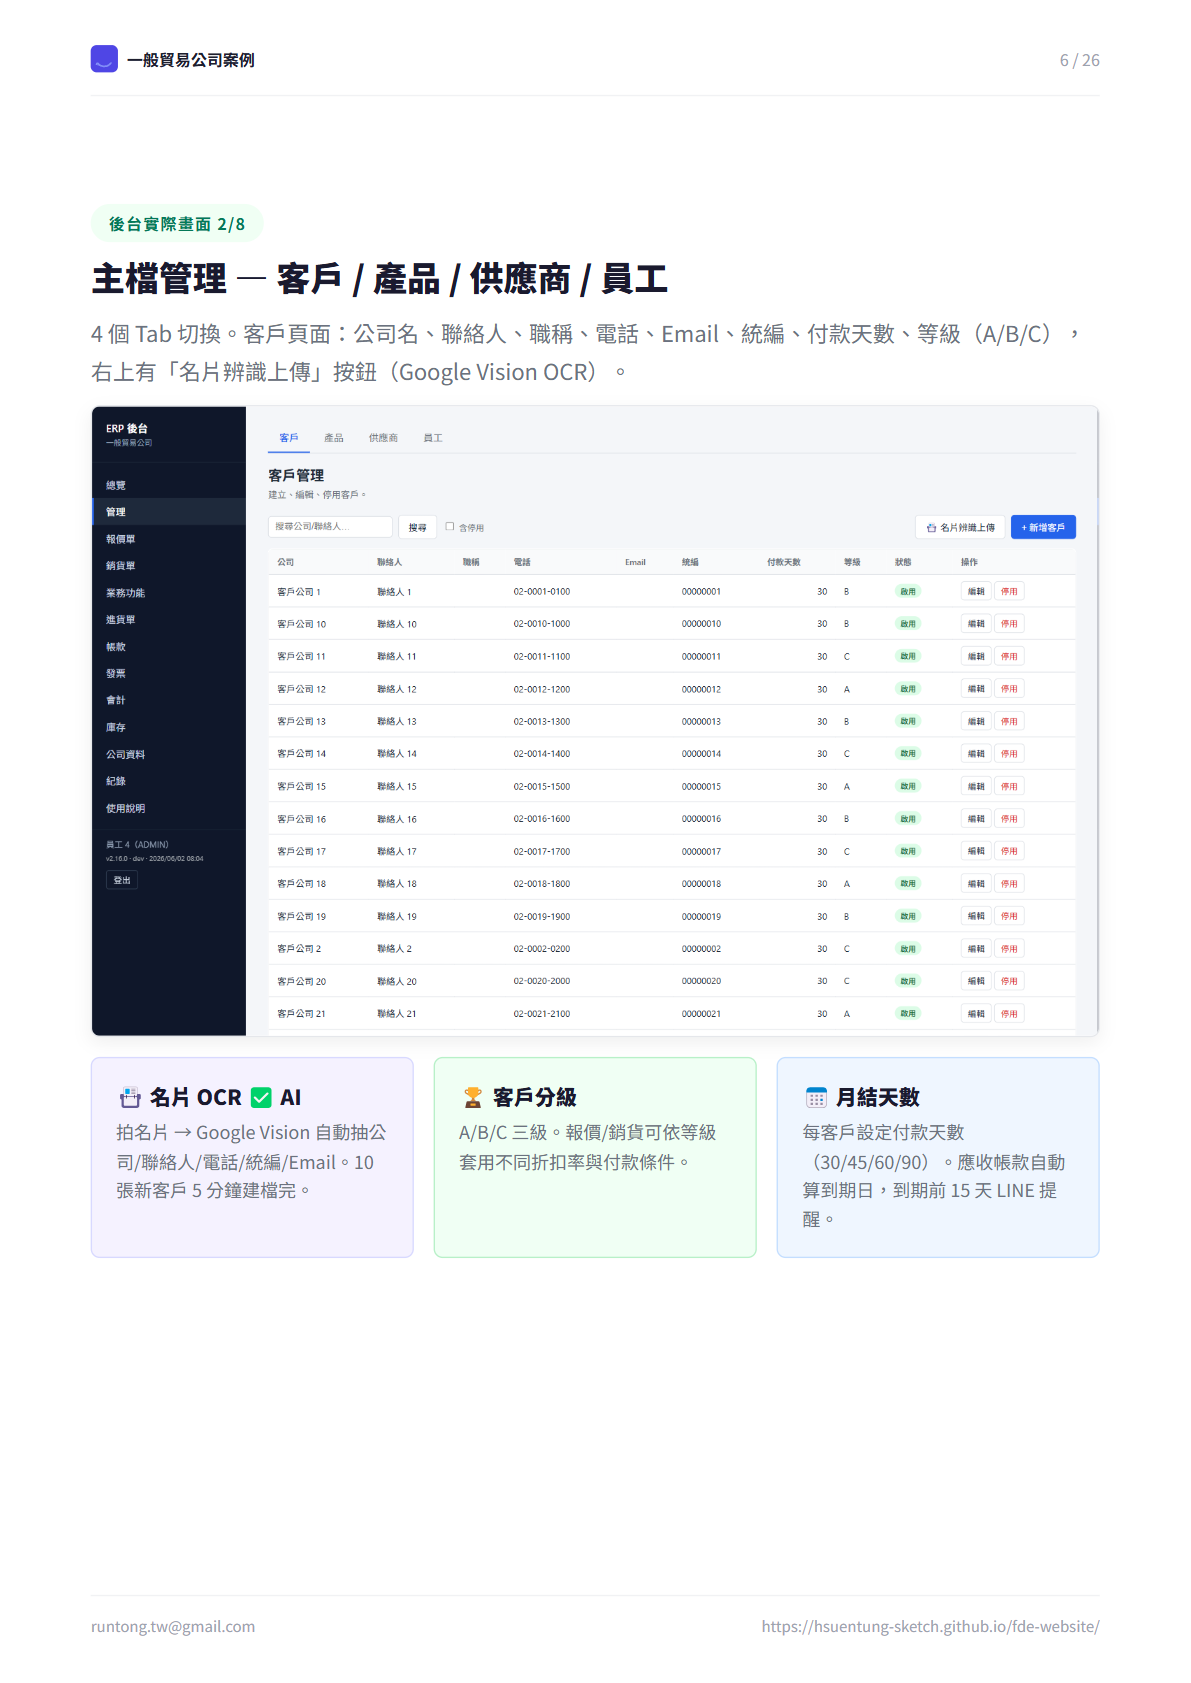 一般貿易公司案例
6 / 26
後台實際畫面 2/8
主檔管理 — 客戶 / 產品 / 供應商 / 員工
4 個 Tab 切換。客戶頁面：公司名、聯絡人、職稱、電話、Email、統編、付款天數、等級（A/B/C），
右上有「名片辨識上傳」按鈕（Google Vision OCR）。
ERP 後台
一般貿易公司
總覽
管理
報價單
銷貨單
業務功能
進貨單
帳款
發票
會計
庫存
公司資料
紀錄
使用說明
員工 4（ADMIN）
v2.16.0 · dev · 2026/06/02 08:04
登出
客戶 產品 供應商 員工
客戶管理
建立、編輯、停用客戶。
搜尋公司/聯絡人... 搜尋 含停用 名片辨識上傳 + 新增客戶
公司 聯絡人 職稱 電話 Email 統編 付款天數 等級 狀態 操作
客戶公司 1 聯絡人 1 02-0001-0100 00000001 30 B 啟用 編輯 停用
客戶公司 10 聯絡人 10 02-0010-1000 00000010 30 B 啟用 編輯 停用
客戶公司 11 聯絡人 11 02-0011-1100 00000011 30 C 啟用 編輯 停用
客戶公司 12 聯絡人 12 02-0012-1200 00000012 30 A 啟用 編輯 停用
客戶公司 13 聯絡人 13 02-0013-1300 00000013 30 B 啟用 編輯 停用
客戶公司 14 聯絡人 14 02-0014-1400 00000014 30 C 啟用 編輯 停用
客戶公司 15 聯絡人 15 02-0015-1500 00000015 30 A 啟用 編輯 停用
客戶公司 16 聯絡人 16 02-0016-1600 00000016 30 B 啟用 編輯 停用
客戶公司 17 聯絡人 17 02-0017-1700 00000017 30 C 啟用 編輯 停用
客戶公司 18 聯絡人 18 02-0018-1800 00000018 30 A 啟用 編輯 停用
客戶公司 19 聯絡人 19 02-0019-1900 00000019 30 B 啟用 編輯 停用
客戶公司 2 聯絡人 2 02-0002-0200 00000002 30 C 啟用 編輯 停用
客戶公司 20 聯絡人 20 02-0020-2000 00000020 30 C 啟用 編輯 停用
客戶公司 21 聯絡人 21 02-0021-2100 00000021 30 A 啟用 編輯 停用
名片 OCR ✅ AI
拍名片 → Google Vision 自動抽公
司/聯絡人/電話/統編/Email。10
張新客戶 5 分鐘建檔完。
客戶分級
A/B/C 三級。報價/銷貨可依等級
套用不同折扣率與付款條件。
月結天數
每客戶設定付款天數
（30/45/60/90）。應收帳款自動
算到期日，到期前 15 天 LINE 提
醒。
runtong.tw@gmail.com
https://hsuentung-sketch.github.io/fde-website/